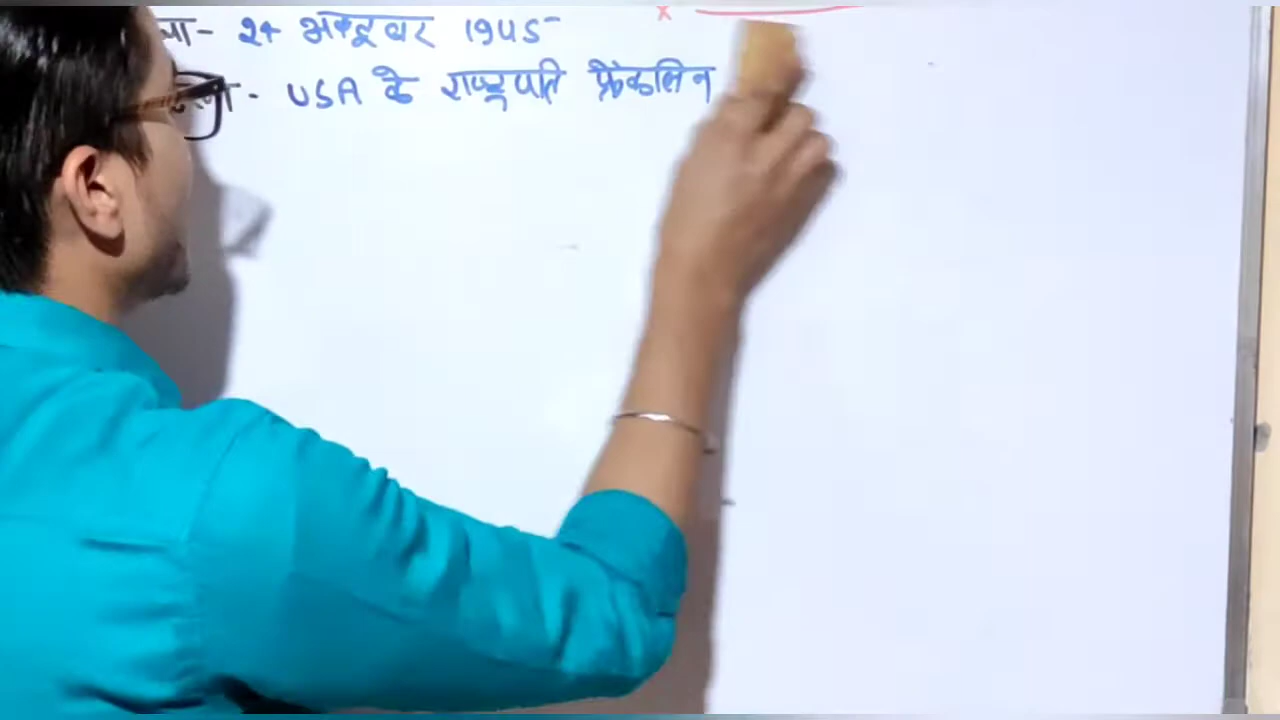 ना- 24 अक्टूबर 1945
- USA के राष्ट्रपति फ्रेंकलिन